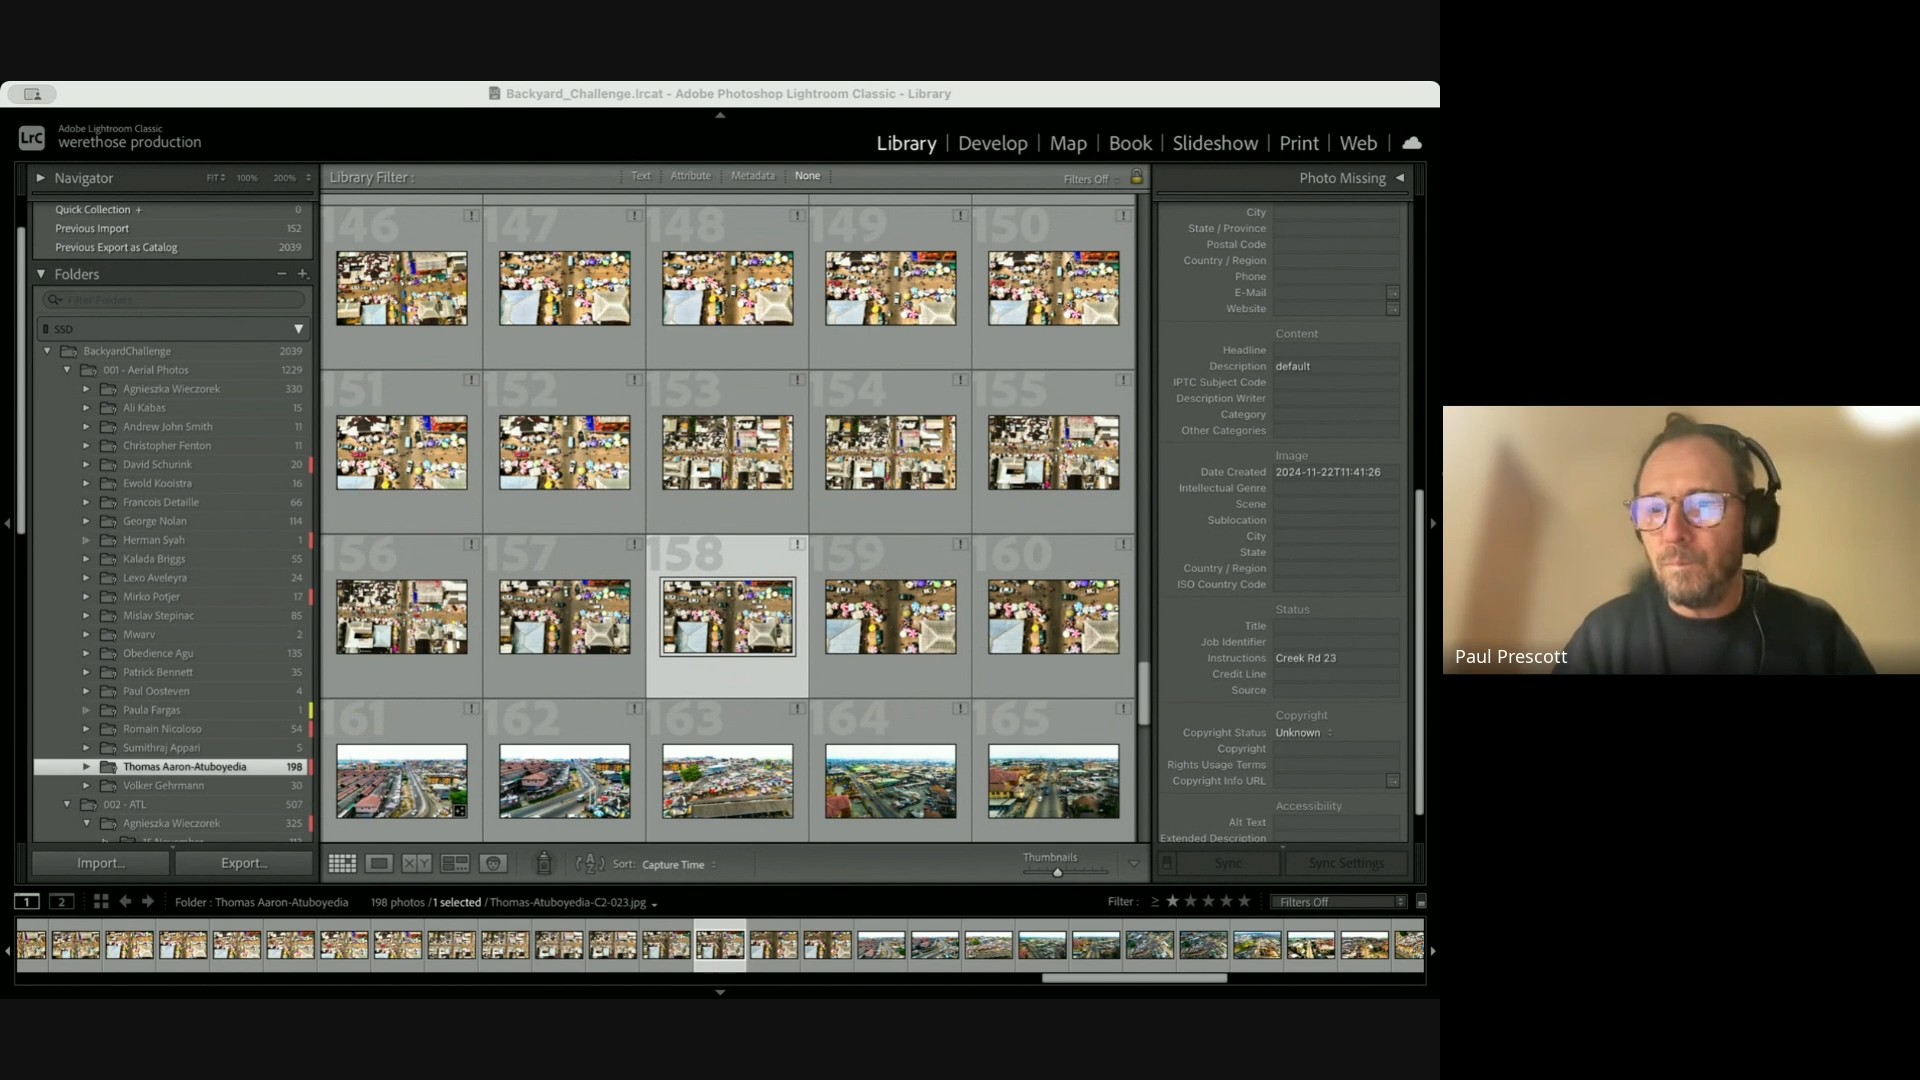 Backyard_Challenge.lrcat - Adobe Photoshop Lightroom Classic - Library
LrC
Adobe Lightroom Classic
werethose production
Library | Develop | Map | Book | Slideshow | Print | Web |
Navigator FIT 100% 200%
Library Filter : Text Attribute Metadata None Filters Off
Photo Missing
Quick Collection + 0
Previous Import 152
Previous Export as Catalog 2039
Folders
Filter Folders
SSD
BackyardChallenge 2039
001 - Aerial Photos 1229
Agnieszka Wieczorek 330
Ali Kabas 15
Andrew John Smith 11
Christopher Fenton 11
David Schurink 20
Ewold Kooistra 16
Francois Detaille 66
George Nolan 114
Herman Syah 1
Kalada Briggs 55
Lexo Aveleyra 24
Mirko Potjer 17
Mislav Stepinac 85
Mwarv 2
Obedience Agu 135
Patrick Bennett 35
Paul Oosteven 4
Paula Fargas 1
Romain Nicoloso 54
Sumithraj Appari 5
Thomas Aaron-Atuboyedia 198
Volker Gehrmann 30
002 - ATL 507
Agnieszka Wieczorek 325
15 November 113
Import... Export...
146 147 148 149 150
151 152 153 154 155
156 157 158 159 160
161 162 163 164 165
Sort: Capture Time
Thumbnails
City
State / Province
Postal Code
Country / Region
Phone
E-Mail
Website
Content
Headline
Description default
IPTC Subject Code
Description Writer
Category
Other Categories
Image
Date Created 2024-11-22T11:41:26
Intellectual Genre
Scene
Sublocation
City
State
Country / Region
ISO Country Code
Status
Title
Job Identifier
Instructions Creek Rd 23
Credit Line
Source
Copyright
Copyright Status Unknown
Copyright
Rights Usage Terms
Copyright Info URL
Accessibility
Alt Text
Extended Description
Sync Sync Settings
1 2 Folder : Thomas Aaron-Atuboyedia 198 photos / 1 selected / Thomas-Atuboyedia-C2-023.jpg
Filter : ≥ ★★★★★ Filters Off
Paul Prescott